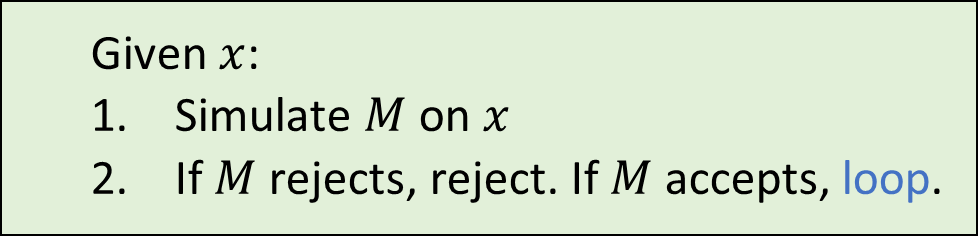 Given x:
1. Simulate M on x
2. If M rejects, reject. If M accepts, loop.